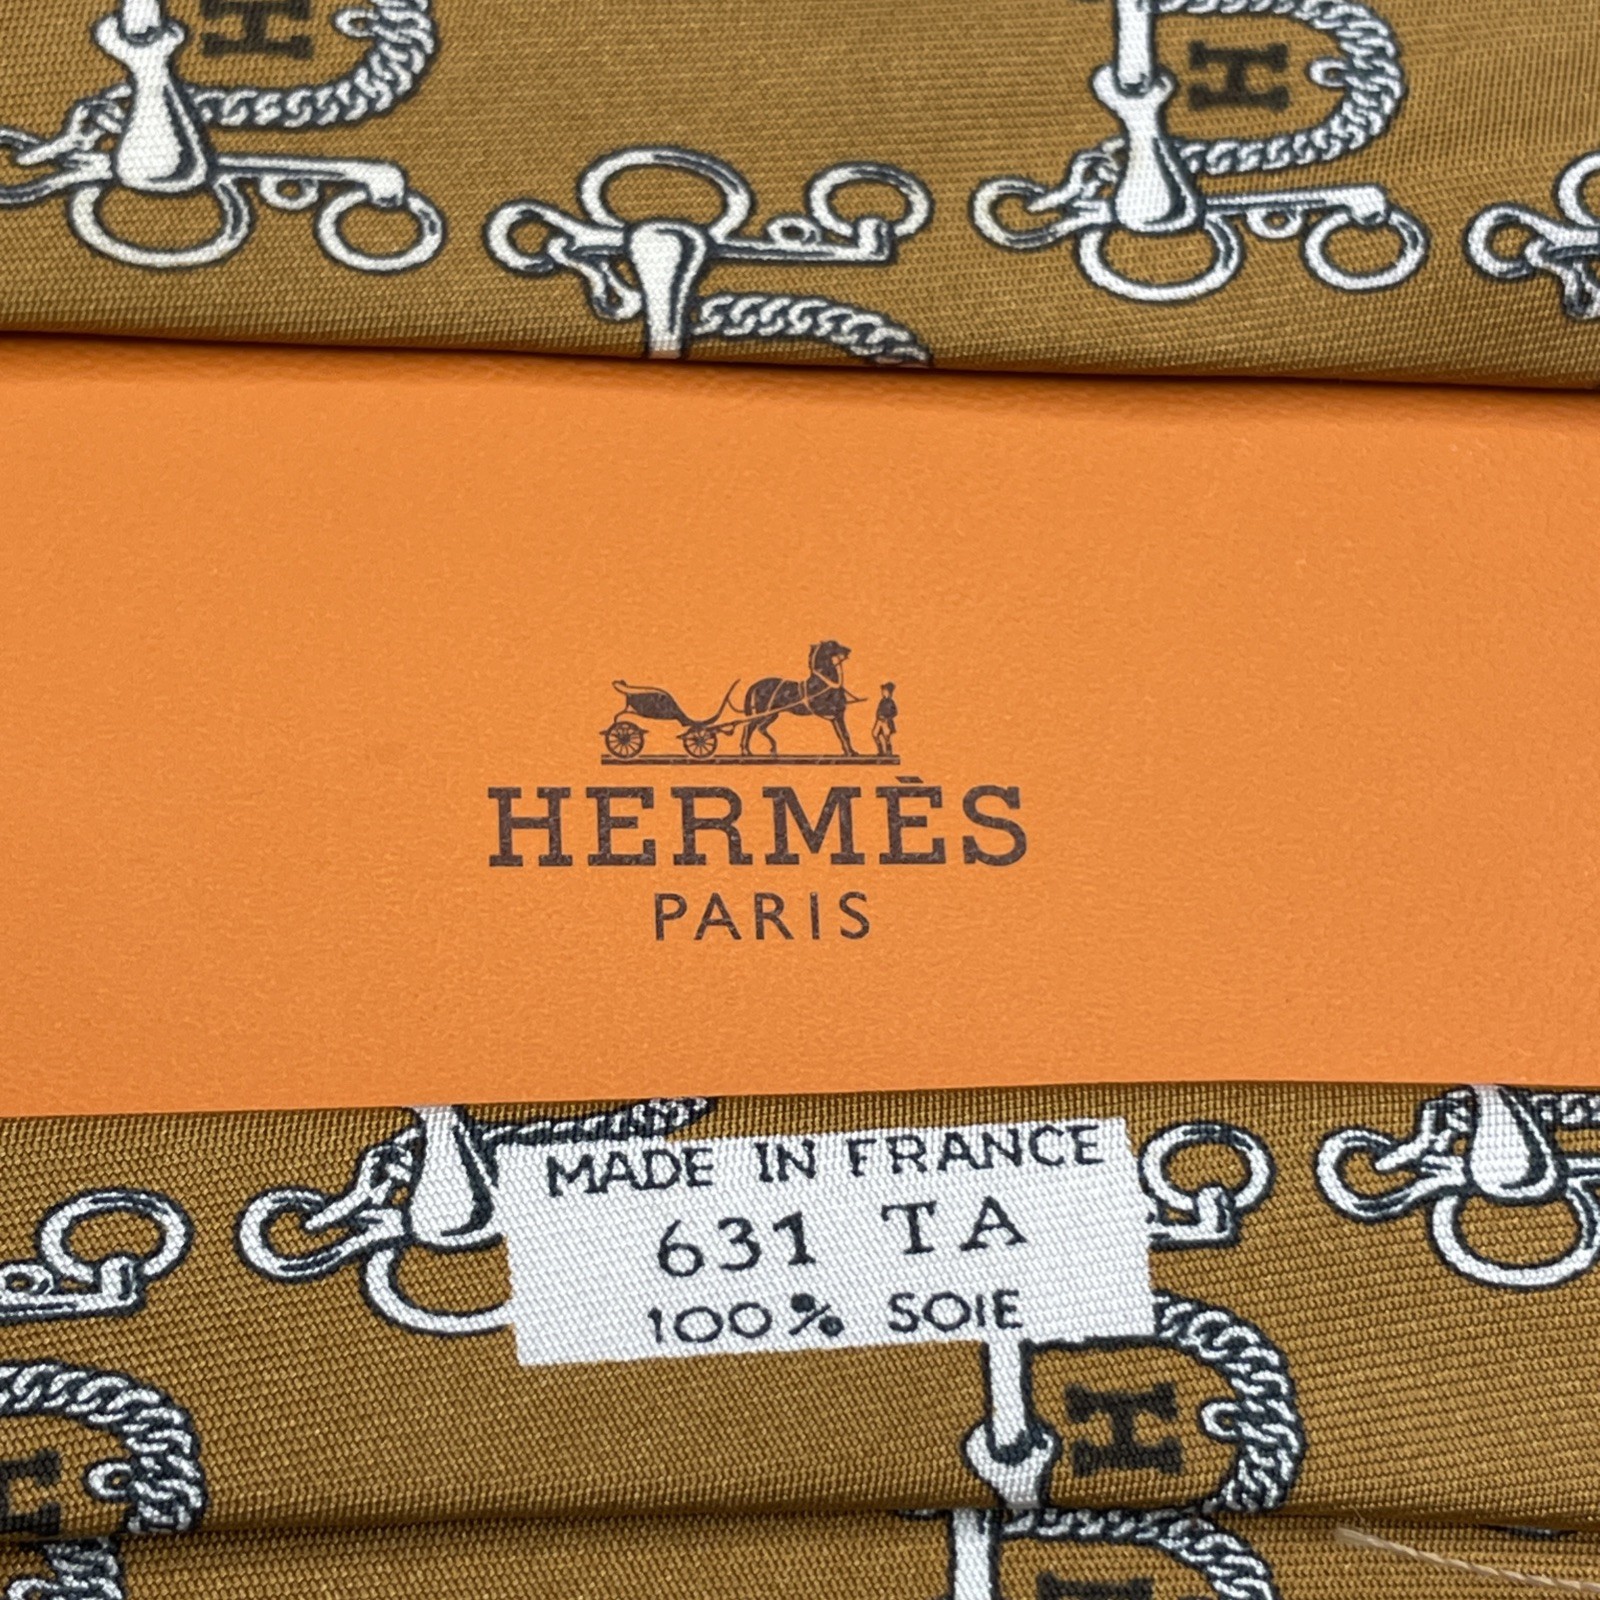 H
H
HERMÈS
PARIS
MADE IN FRANCE
631 TA
100% SOIE
H
H
H